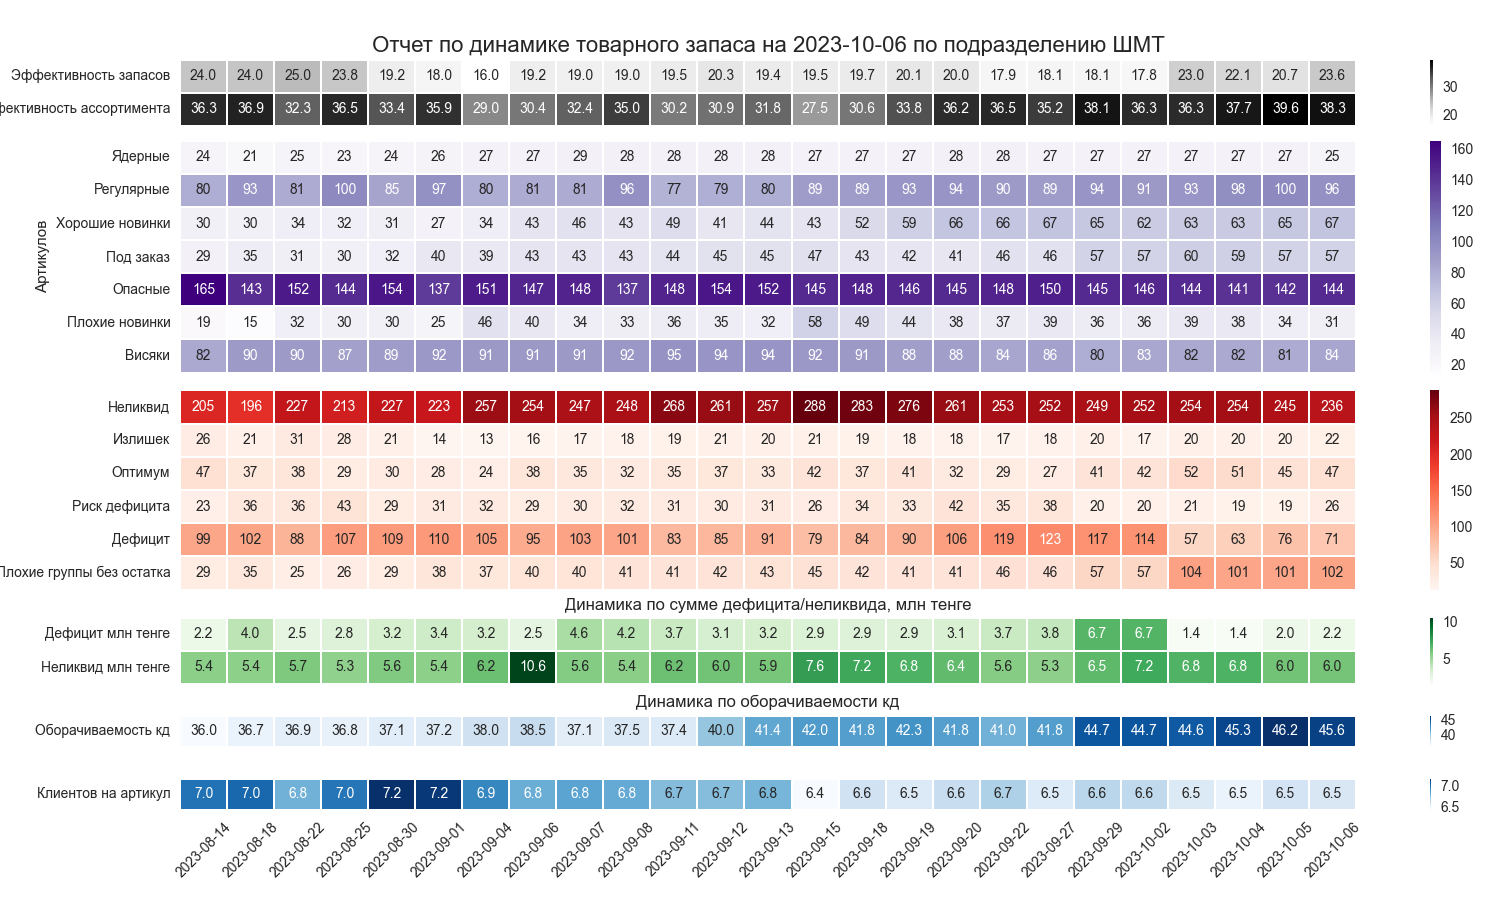 Отчет по динамике товарного запаса на 2023-10-06 по подразделению ШМТ
Эффективность запасов 24.0 24.0 25.0 23.8 19.2 18.0 16.0 19.2 19.0 19.0 19.5 20.3 19.4 19.5 19.7 20.1 20.0 17.9 18.1 18.1 17.8 23.0 22.1 20.7 23.6
фективность ассортимента 36.3 36.9 32.3 36.5 33.4 35.9 29.0 30.4 32.4 35.0 30.2 30.9 31.8 27.5 30.6 33.8 36.2 36.5 35.2 38.1 36.3 36.3 37.7 39.6 38.3
30
20
Артикулов
Ядерные 24 21 25 23 24 26 27 27 29 28 28 28 28 27 27 27 28 28 27 27 27 27 27 27 25
Регулярные 80 93 81 100 85 97 80 81 81 96 77 79 80 89 89 93 94 90 89 94 91 93 98 100 96
Хорошие новинки 30 30 34 32 31 27 34 43 46 43 49 41 44 43 52 59 66 66 67 65 62 63 63 65 67
Под заказ 29 35 31 30 32 40 39 43 43 43 44 45 45 47 43 42 41 46 46 57 57 60 59 57 57
Опасные 165 143 152 144 154 137 151 147 148 137 148 154 152 145 148 146 145 148 150 145 146 144 141 142 144
Плохие новинки 19 15 32 30 30 25 46 40 34 33 36 35 32 58 49 44 38 37 39 36 36 39 38 34 31
Висяки 82 90 90 87 89 92 91 91 91 92 95 94 94 92 91 88 88 84 86 80 83 82 82 81 84
160
140
120
100
80
60
40
20
Неликвид 205 196 227 213 227 223 257 254 247 248 268 261 257 288 283 276 261 253 252 249 252 254 254 245 236
Излишек 26 21 31 28 21 14 13 16 17 18 19 21 20 21 19 18 18 17 18 20 17 20 20 20 22
Оптимум 47 37 38 29 30 28 24 38 35 32 35 37 33 42 37 41 32 29 27 41 42 52 51 45 47
Риск дефицита 23 36 36 43 29 31 32 29 30 32 31 30 31 26 34 33 42 35 38 20 20 21 19 19 26
Дефицит 99 102 88 107 109 110 105 95 103 101 83 85 91 79 84 90 106 119 123 117 114 57 63 76 71
Плохие группы без остатка 29 35 25 26 29 38 37 40 40 41 41 42 43 45 42 41 41 46 46 57 57 104 101 101 102
250
200
150
100
50
Динамика по сумме дефицита/неликвида, млн тенге
Дефицит млн тенге 2.2 4.0 2.5 2.8 3.2 3.4 3.2 2.5 4.6 4.2 3.7 3.1 3.2 2.9 2.9 2.9 3.1 3.7 3.8 6.7 6.7 1.4 1.4 2.0 2.2
Неликвид млн тенге 5.4 5.4 5.7 5.3 5.6 5.4 6.2 10.6 5.6 5.4 6.2 6.0 5.9 7.6 7.2 6.8 6.4 5.6 5.3 6.5 7.2 6.8 6.8 6.0 6.0
10
5
Динамика по оборачиваемости кд
Оборачиваемость кд 36.0 36.7 36.9 36.8 37.1 37.2 38.0 38.5 37.1 37.5 37.4 40.0 41.4 42.0 41.8 42.3 41.8 41.0 41.8 44.7 44.7 44.6 45.3 46.2 45.6
45
40
Клиентов на артикул 7.0 7.0 6.8 7.0 7.2 7.2 6.9 6.8 6.8 6.8 6.7 6.7 6.8 6.4 6.6 6.5 6.6 6.7 6.5 6.6 6.6 6.5 6.5 6.5 6.5
7.0
6.5
2023-08-14 2023-08-18 2023-08-22 2023-08-25 2023-08-30 2023-09-01 2023-09-04 2023-09-06 2023-09-07 2023-09-08 2023-09-11 2023-09-12 2023-09-13 2023-09-15 2023-09-18 2023-09-19 2023-09-20 2023-09-22 2023-09-27 2023-09-29 2023-10-02 2023-10-03 2023-10-04 2023-10-05 2023-10-06